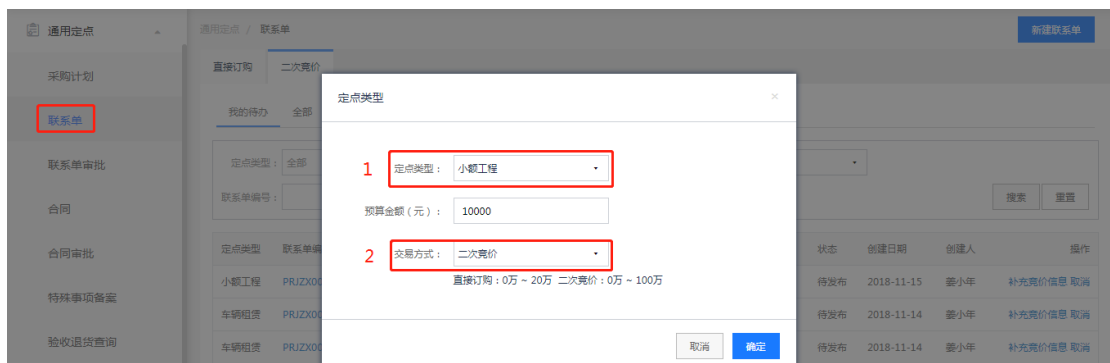 通用定点
通用定点 / 联系单
新建联系单
采购计划
联系单
联系单审批
合同
合同审批
特殊事项备案
验收退货查询
直接订购 二次竞价
我的待办 全部
定点类型： 全部
联系单编号：
搜索 重置
定点类型 联系单编 状态 创建日期 创建人 操作
小额工程 PRJZX00 待发布 2018-11-15 姜小年 补充竞价信息 取消
车辆租赁 PRJZX00 待发布 2018-11-14 姜小年 补充竞价信息 取消
车辆租赁 PRJZX00 待发布 2018-11-14 姜小年 补充竞价信息 取消
定点类型 ×
1 定点类型： 小额工程
预算金额（元）： 10000
2 交易方式： 二次竞价
直接订购：0万 ~ 20万 二次竞价：0万 ~ 100万
取消 确定